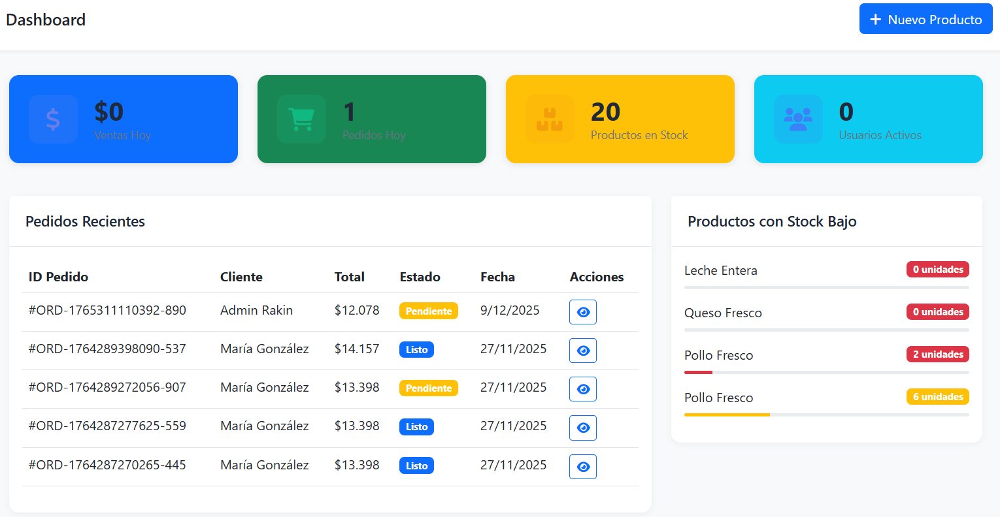 Dashboard
Nuevo Producto
$0
Ventas Hoy
1
Pedidos Hoy
20
Productos en Stock
0
Usuarios Activos
Pedidos Recientes
ID Pedido Cliente Total Estado Fecha Acciones
#ORD-1765311110392-890 Admin Rakin $12.078 Pendiente 9/12/2025
#ORD-1764289398090-537 María González $14.157 Listo 27/11/2025
#ORD-1764289272056-907 María González $13.398 Pendiente 27/11/2025
#ORD-1764287277625-559 María González $13.398 Listo 27/11/2025
#ORD-1764287270265-445 María González $13.398 Listo 27/11/2025
Productos con Stock Bajo
Leche Entera 0 unidades
Queso Fresco 0 unidades
Pollo Fresco 2 unidades
Pollo Fresco 6 unidades